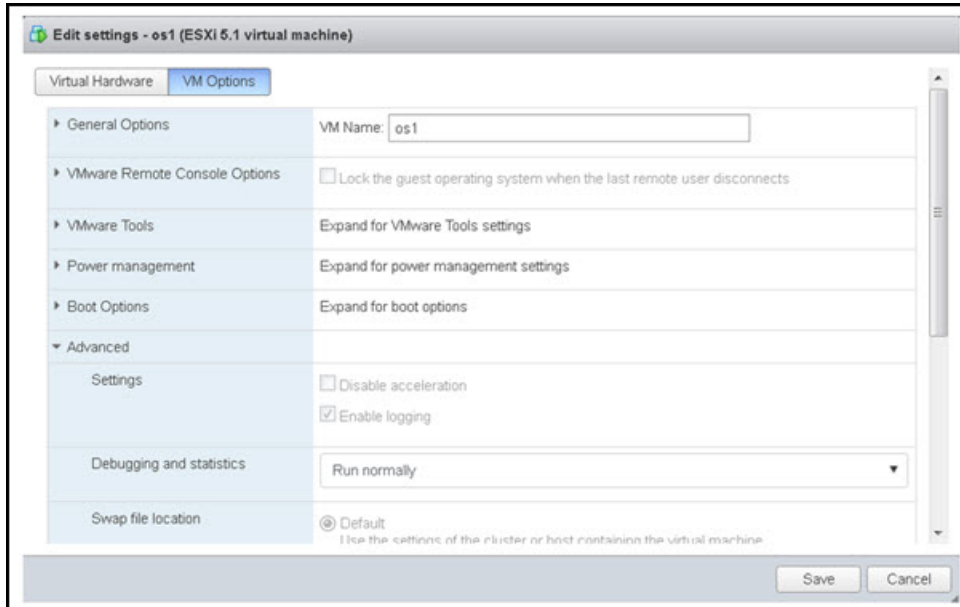 Edit settings - os1 (ESXi 5.1 virtual machine)
Virtual Hardware VM Options
General Options VM Name: os1
VMware Remote Console Options Lock the guest operating system when the last remote user disconnects
VMware Tools Expand for VMware Tools settings
Power management Expand for power management settings
Boot Options Expand for boot options
Advanced
Settings Disable acceleration
Enable logging
Debugging and statistics Run normally
Swap file location Default
Use the settings of the cluster or host containing the virtual machine
Save Cancel